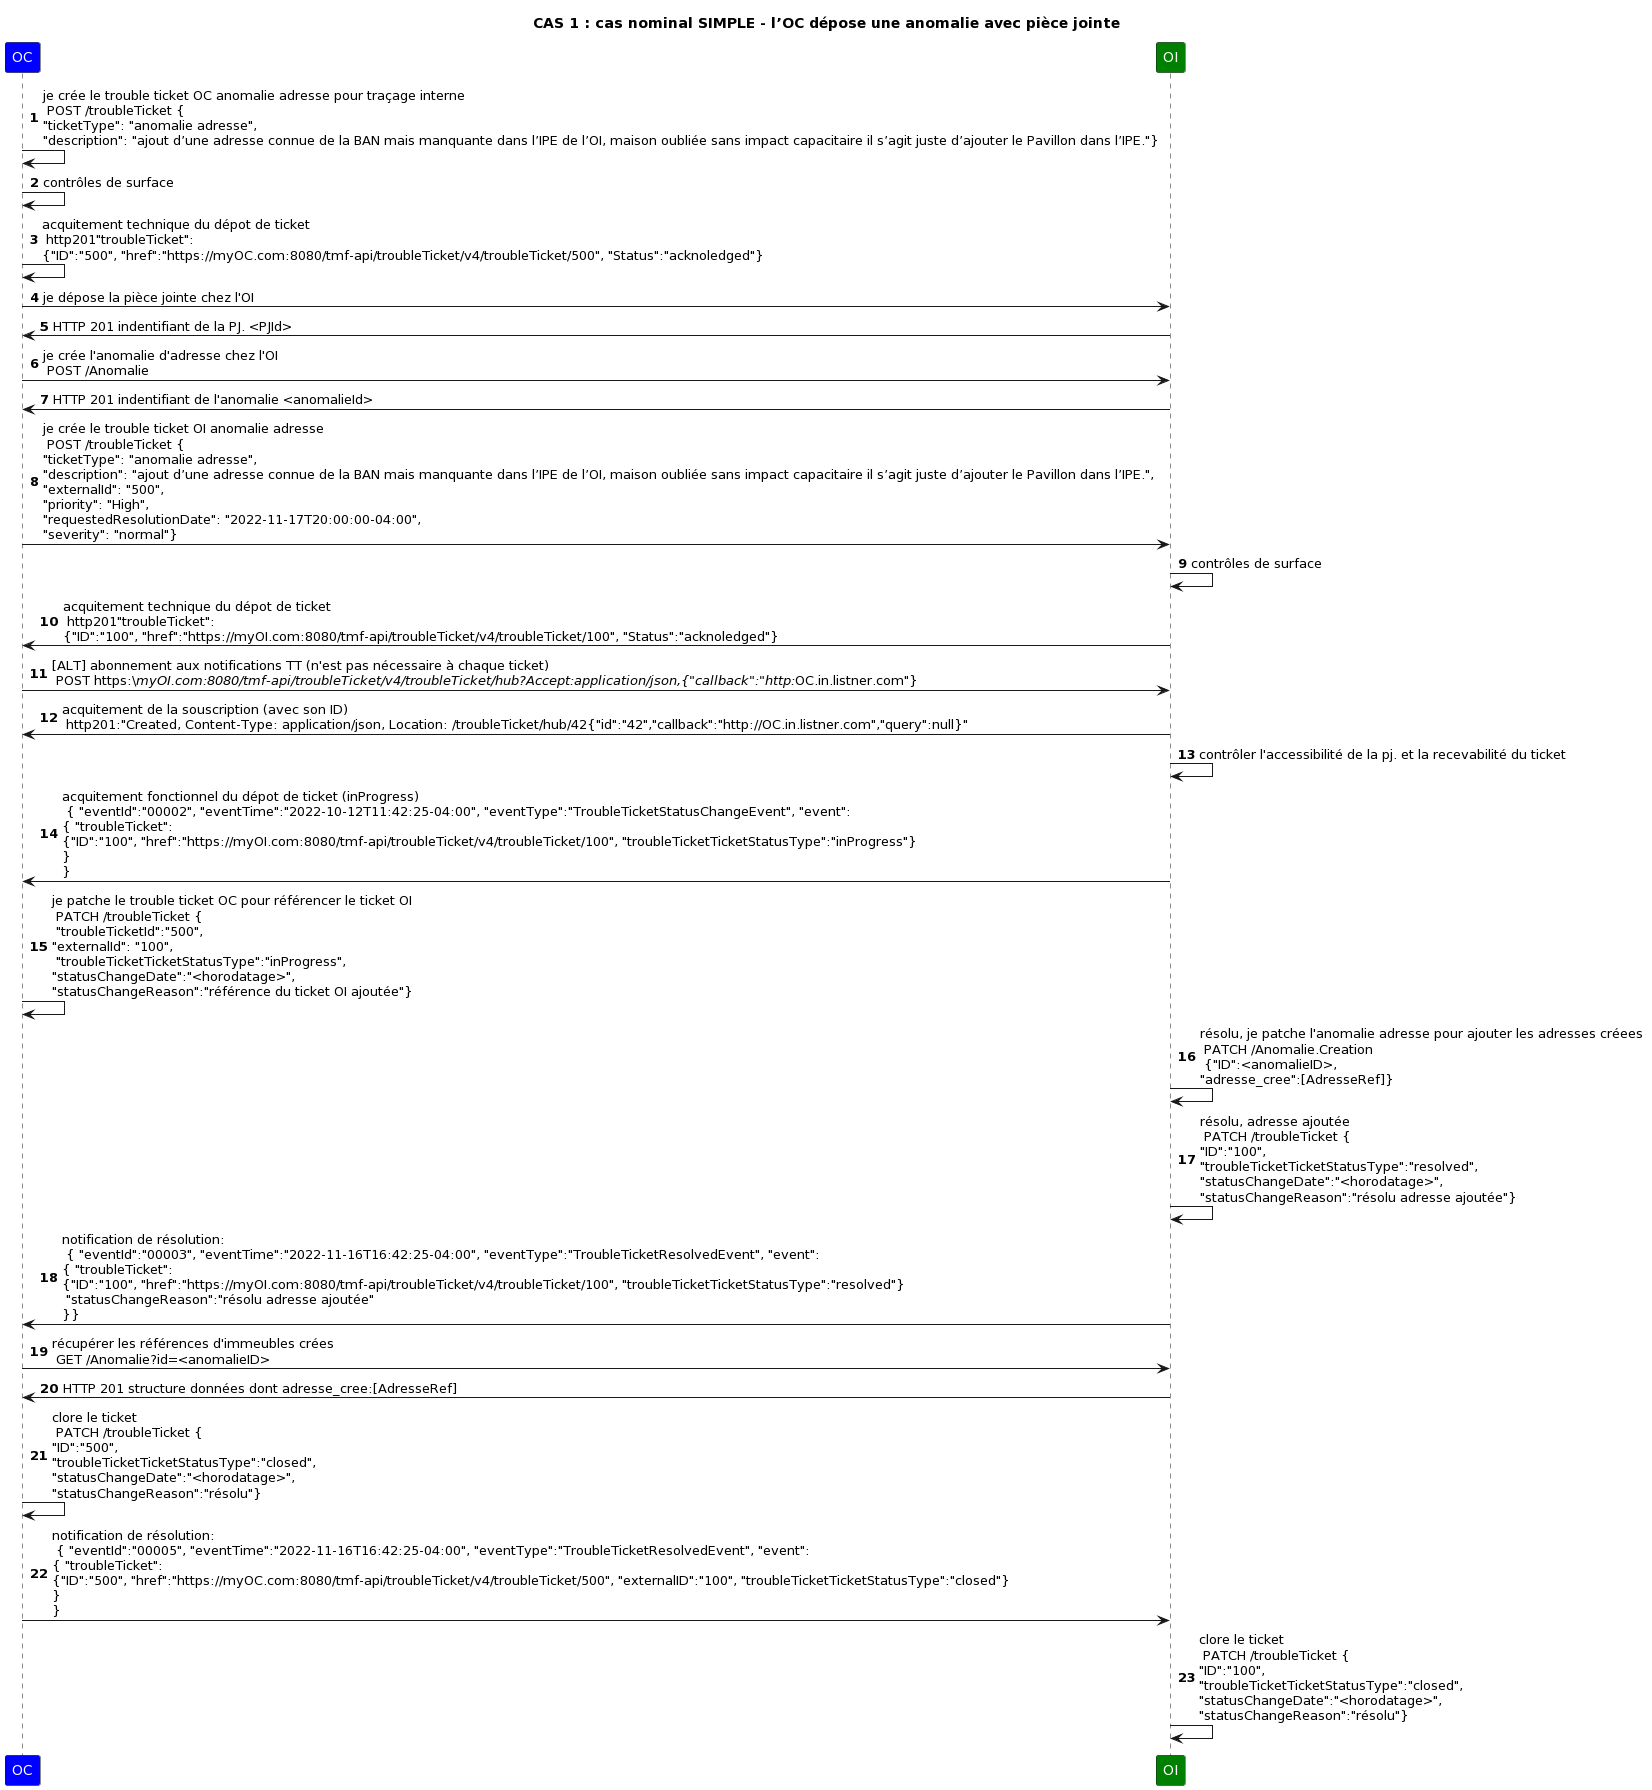 CAS 1 : cas nominal SIMPLE - l’OC dépose une anomalie avec pièce jointe
OC OI
je crée le trouble ticket OC anomalie adresse pour traçage interne
1 POST /troubleTicket {
"ticketType": "anomalie adresse",
"description": "ajout d’une adresse connue de la BAN mais manquante dans l’IPE de l’OI, maison oubliée sans impact capacitaire il s’agit juste d’ajouter le Pavillon dans l’IPE."}
2 contrôles de surface
acquitement technique du dépot de ticket
3 http201"troubleTicket":
{"ID":"500", "href":"https://myOC.com:8080/tmf-api/troubleTicket/v4/troubleTicket/500", "Status":"acknoledged"}
4 je dépose la pièce jointe chez l'OI
5 HTTP 201 indentifiant de la PJ. <PJId>
6 je crée l'anomalie d'adresse chez l'OI
POST /Anomalie
7 HTTP 201 indentifiant de l'anomalie <anomalieId>
je crée le trouble ticket OI anomalie adresse
POST /troubleTicket {
"ticketType": "anomalie adresse",
8 "description": "ajout d’une adresse connue de la BAN mais manquante dans l’IPE de l’OI, maison oubliée sans impact capacitaire il s’agit juste d’ajouter le Pavillon dans l’IPE.",
"externalId": "500",
"priority": "High",
"requestedResolutionDate": "2022-11-17T20:00:00-04:00",
"severity": "normal"}
9 contrôles de surface
acquitement technique du dépot de ticket
10 http201"troubleTicket":
{"ID":"100", "href":"https://myOI.com:8080/tmf-api/troubleTicket/v4/troubleTicket/100", "Status":"acknoledged"}
11 [ALT] abonnement aux notifications TT (n'est pas nécessaire à chaque ticket)
POST https:\myOI.com:8080/tmf-api/troubleTicket/v4/troubleTicket/hub?Accept:application/json,{"callback":"http:OC.in.listner.com"}
12 acquitement de la souscription (avec son ID)
http201:"Created, Content-Type: application/json, Location: /troubleTicket/hub/42{"id":"42","callback":"http://OC.in.listner.com","query":null}"
13 contrôler l'accessibilité de la pj. et la recevabilité du ticket
acquitement fonctionnel du dépot de ticket (inProgress)
{ "eventId":"00002", "eventTime":"2022-10-12T11:42:25-04:00", "eventType":"TroubleTicketStatusChangeEvent", "event":
14 { "troubleTicket":
{"ID":"100", "href":"https://myOI.com:8080/tmf-api/troubleTicket/v4/troubleTicket/100", "troubleTicketTicketStatusType":"inProgress"}
}
}
je patche le trouble ticket OC pour référencer le ticket OI
PATCH /troubleTicket {
"troubleTicketId":"500",
15 "externalId": "100",
"troubleTicketTicketStatusType":"inProgress",
"statusChangeDate":"<horodatage>",
"statusChangeReason":"référence du ticket OI ajoutée"}
résolu, je patche l'anomalie adresse pour ajouter les adresses créees
16 PATCH /Anomalie.Creation
{"ID":<anomalieID>,
"adresse_cree":[AdresseRef]}
résolu, adresse ajoutée
PATCH /troubleTicket {
"ID":"100",
17 "troubleTicketTicketStatusType":"resolved",
"statusChangeDate":"<horodatage>",
"statusChangeReason":"résolu adresse ajoutée"}
notification de résolution:
{ "eventId":"00003", "eventTime":"2022-11-16T16:42:25-04:00", "eventType":"TroubleTicketResolvedEvent", "event":
18 { "troubleTicket":
{"ID":"100", "href":"https://myOI.com:8080/tmf-api/troubleTicket/v4/troubleTicket/100", "troubleTicketTicketStatusType":"resolved"}
"statusChangeReason":"résolu adresse ajoutée"
}}
19 récupérer les références d'immeubles crées
GET /Anomalie?id=<anomalieID>
20 HTTP 201 structure données dont adresse_cree:[AdresseRef]
clore le ticket
PATCH /troubleTicket {
"ID":"500",
21 "troubleTicketTicketStatusType":"closed",
"statusChangeDate":"<horodatage>",
"statusChangeReason":"résolu"}
notification de résolution:
{ "eventId":"00005", "eventTime":"2022-11-16T16:42:25-04:00", "eventType":"TroubleTicketResolvedEvent", "event":
22 { "troubleTicket":
{"ID":"500", "href":"https://myOC.com:8080/tmf-api/troubleTicket/v4/troubleTicket/500", "externalID":"100", "troubleTicketTicketStatusType":"closed"}
}
}
clore le ticket
PATCH /troubleTicket {
"ID":"100",
23 "troubleTicketTicketStatusType":"closed",
"statusChangeDate":"<horodatage>",
"statusChangeReason":"résolu"}
OC OI